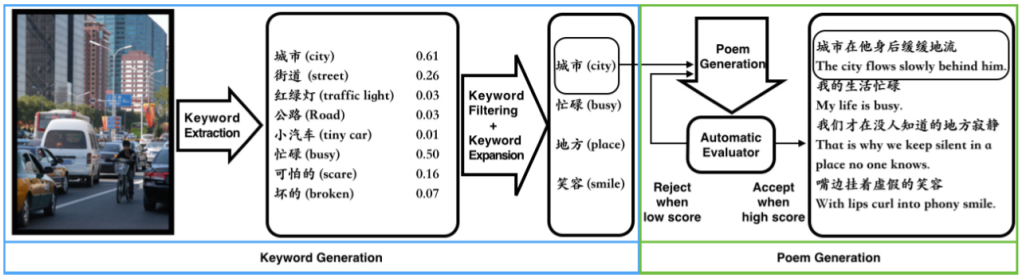 Keyword
Extraction
城市 (city) 0.61
街道 (street) 0.26
红绿灯 (traffic light) 0.03
公路 (Road) 0.03
小汽车 (tiny car) 0.01
忙碌 (busy) 0.50
可怕的 (scare) 0.16
坏的 (broken) 0.07
Keyword
Filtering
+
Keyword
Expansion
城市 (city)
忙碌 (busy)
地方 (place)
笑容 (smile)
Keyword Generation
Poem
Generation
Automatic
Evaluator
Reject
when
low score
Accept
when
high score
城市在他身后缓缓地流
The city flows slowly behind him.
我的生活忙碌
My life is busy.
我们才在没人知道的地方寂静
That is why we keep silent in a
place no one knows.
嘴边挂着虚假的笑容
With lips curl into phony smile.
Poem Generation